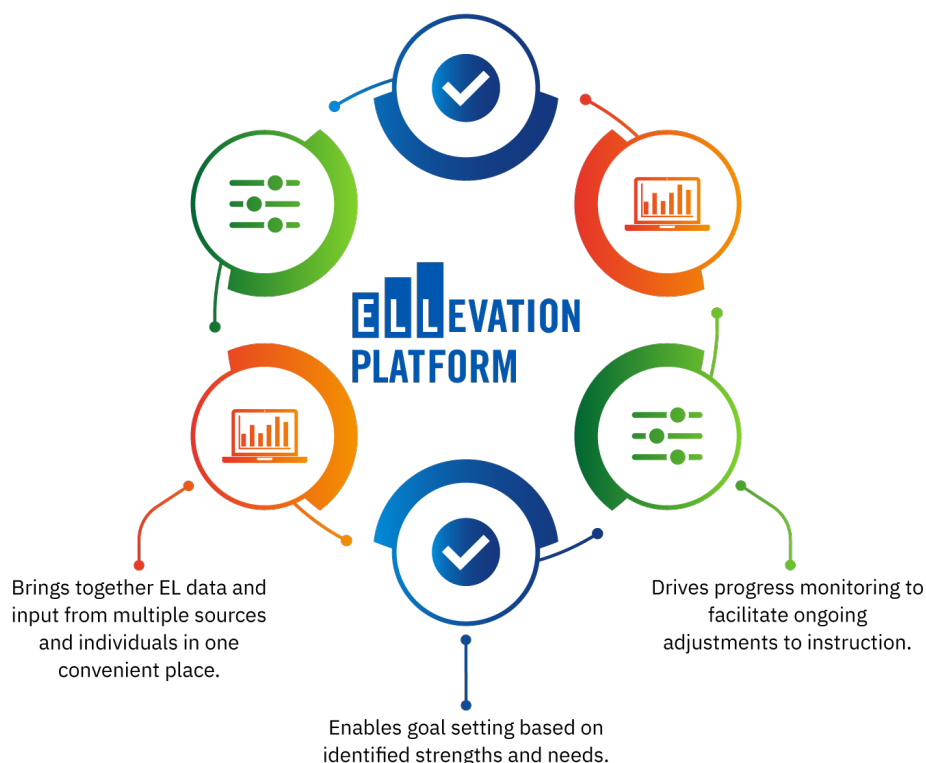 ELLEVATION
PLATFORM
Brings together EL data and
input from multiple sources
and individuals in one
convenient place.
Drives progress monitoring to
facilitate ongoing
adjustments to instruction.
Enables goal setting based on
identified strengths and needs.